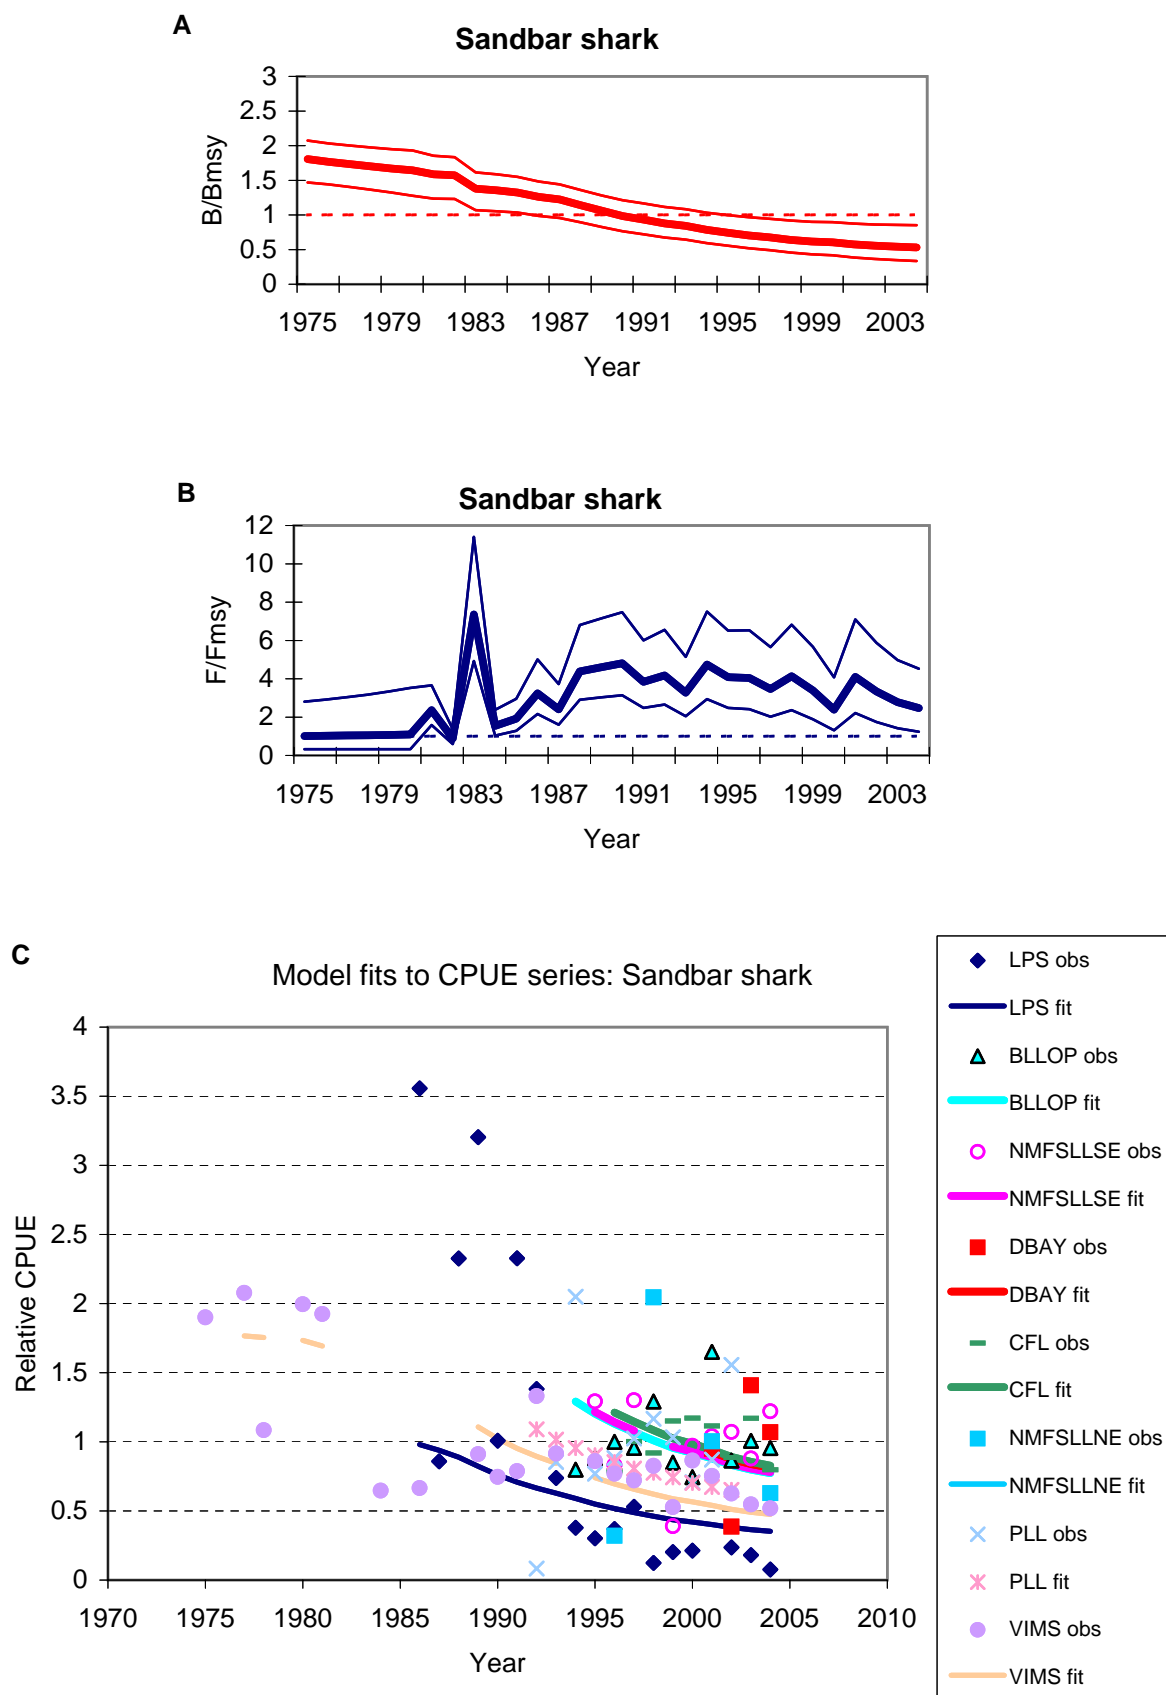 A
Sandbar shark
3
2.5
2
1.5
1
0.5
0
B/Bmsy
1975 1979 1983 1987 1991 1995 1999 2003
Year
B
Sandbar shark
12
10
8
6
4
2
0
F/Fmsy
1975 1979 1983 1987 1991 1995 1999 2003
Year
C
Model fits to CPUE series: Sandbar shark
4
3.5
3
2.5
2
1.5
1
0.5
0
Relative CPUE
1970 1975 1980 1985 1990 1995 2000 2005 2010
Year
LPS obs
LPS fit
BLLOP obs
BLLOP fit
NMFSLLSE obs
NMFSLLSE fit
DBAY obs
DBAY fit
CFL obs
CFL fit
NMFSLLNE obs
NMFSLLNE fit
PLL obs
PLL fit
VIMS obs
VIMS fit